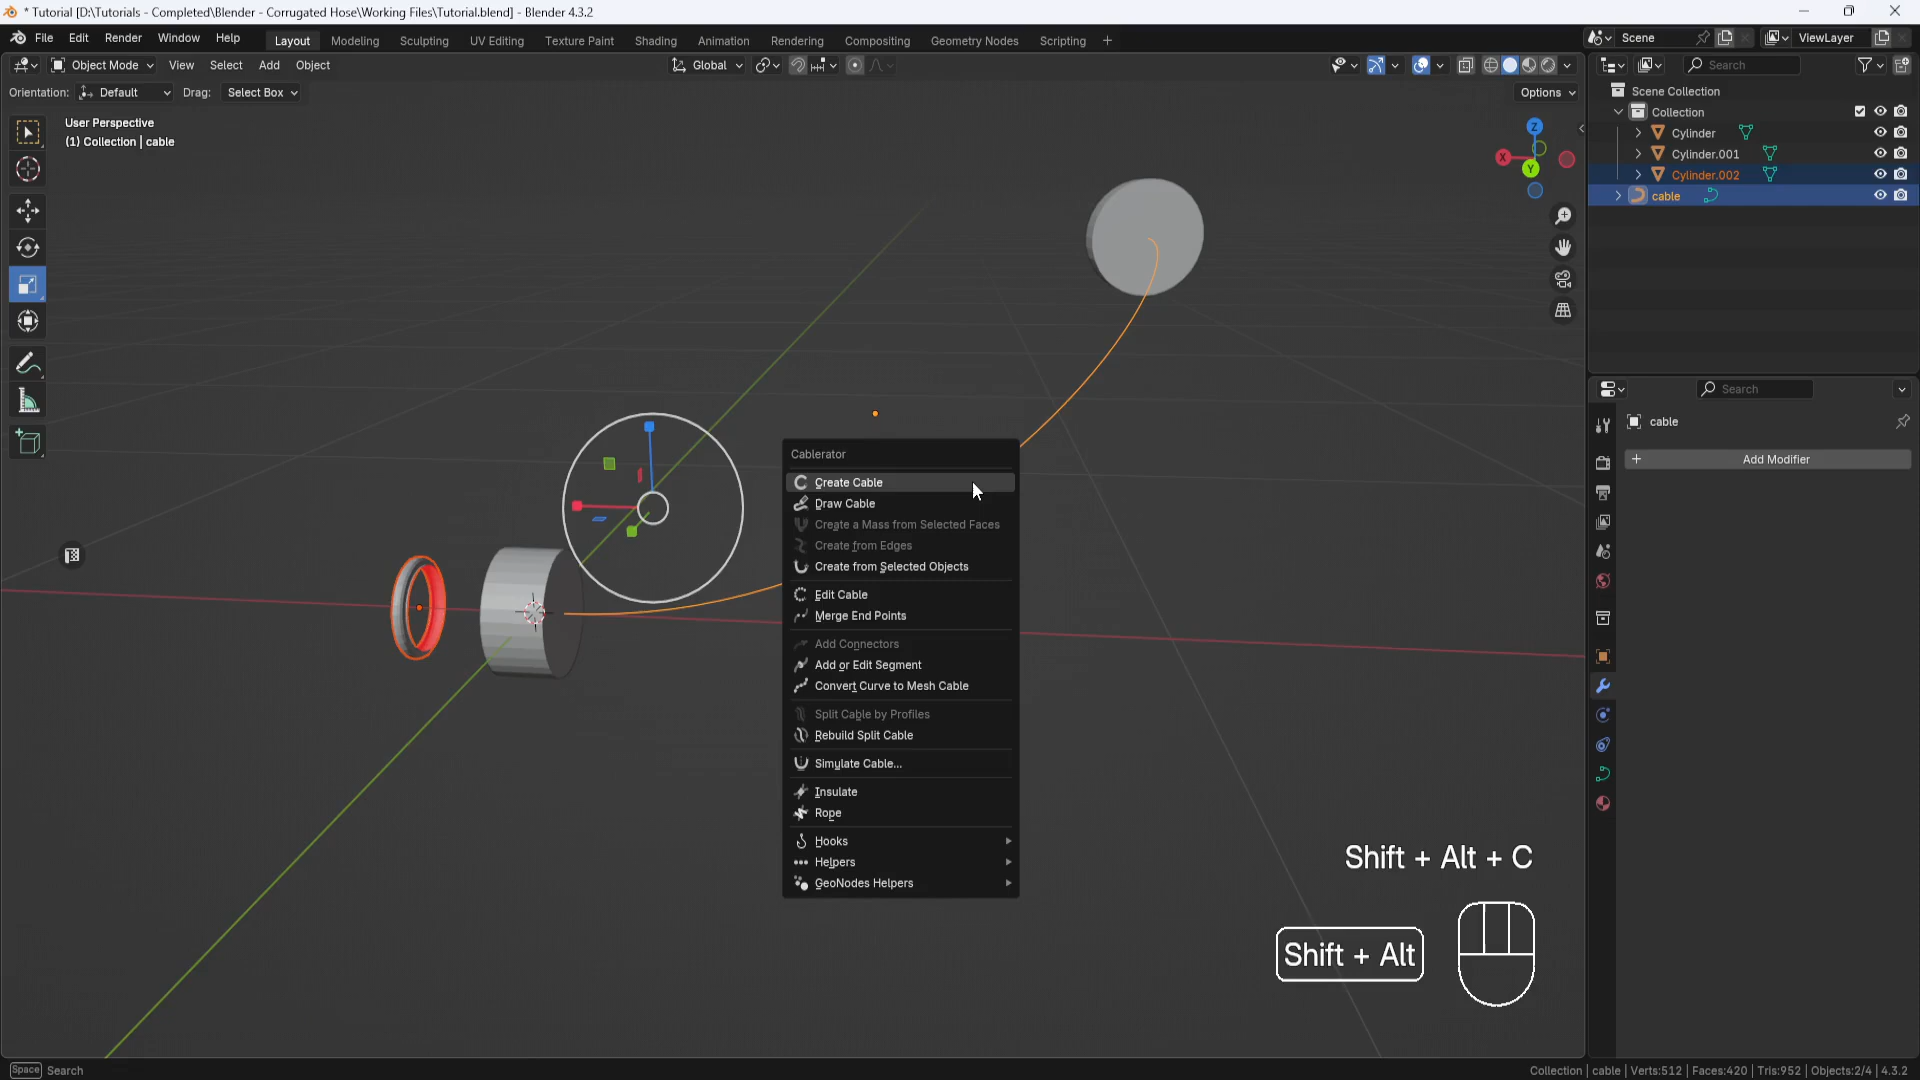 * Tutorial [D:\Tutorials - Completed\Blender - Corrugated Hose\Working Files\Tutorial.blend] - Blender 4.3.2
File Edit Render Window Help Layout Modeling Sculpting UV Editing Texture Paint Shading Animation Rendering Compositing Geometry Nodes Scripting + Scene ViewLayer
Object Mode View Select Add Object Global Search
Orientation: Default Drag: Select Box Options
Scene Collection
User Perspective
(1) Collection | cable
Collection
Cylinder
Cylinder.001
Cylinder.002
cable
Z
X
Y
Search
cable
Add Modifier
Cablerator
Create Cable
Draw Cable
Create a Mass from Selected Faces
Create from Edges
Create from Selected Objects
Edit Cable
Merge End Points
Add Connectors
Add or Edit Segment
Convert Curve to Mesh Cable
Split Cable by Profiles
Rebuild Split Cable
Simulate Cable...
Insulate
Rope
Hooks
Helpers
GeoNodes Helpers
Shift + Alt + C
Shift + Alt
Space Search
Collection | cable | Verts:512 | Faces:420 | Tris:952 | Objects:2/4 | 4.3.2